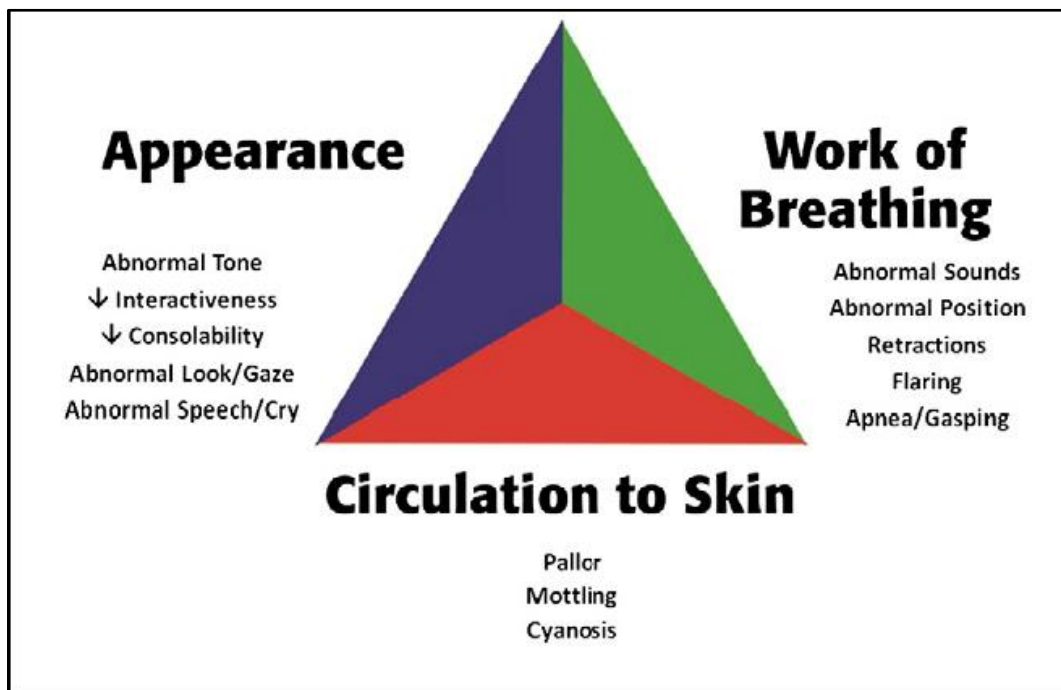 Appearance
Abnormal Tone
↓ Interactiveness
↓ Consolability
Abnormal Look/Gaze
Abnormal Speech/Cry
Work of
Breathing
Abnormal Sounds
Abnormal Position
Retractions
Flaring
Apnea/Gasping
Circulation to Skin
Pallor
Mottling
Cyanosis